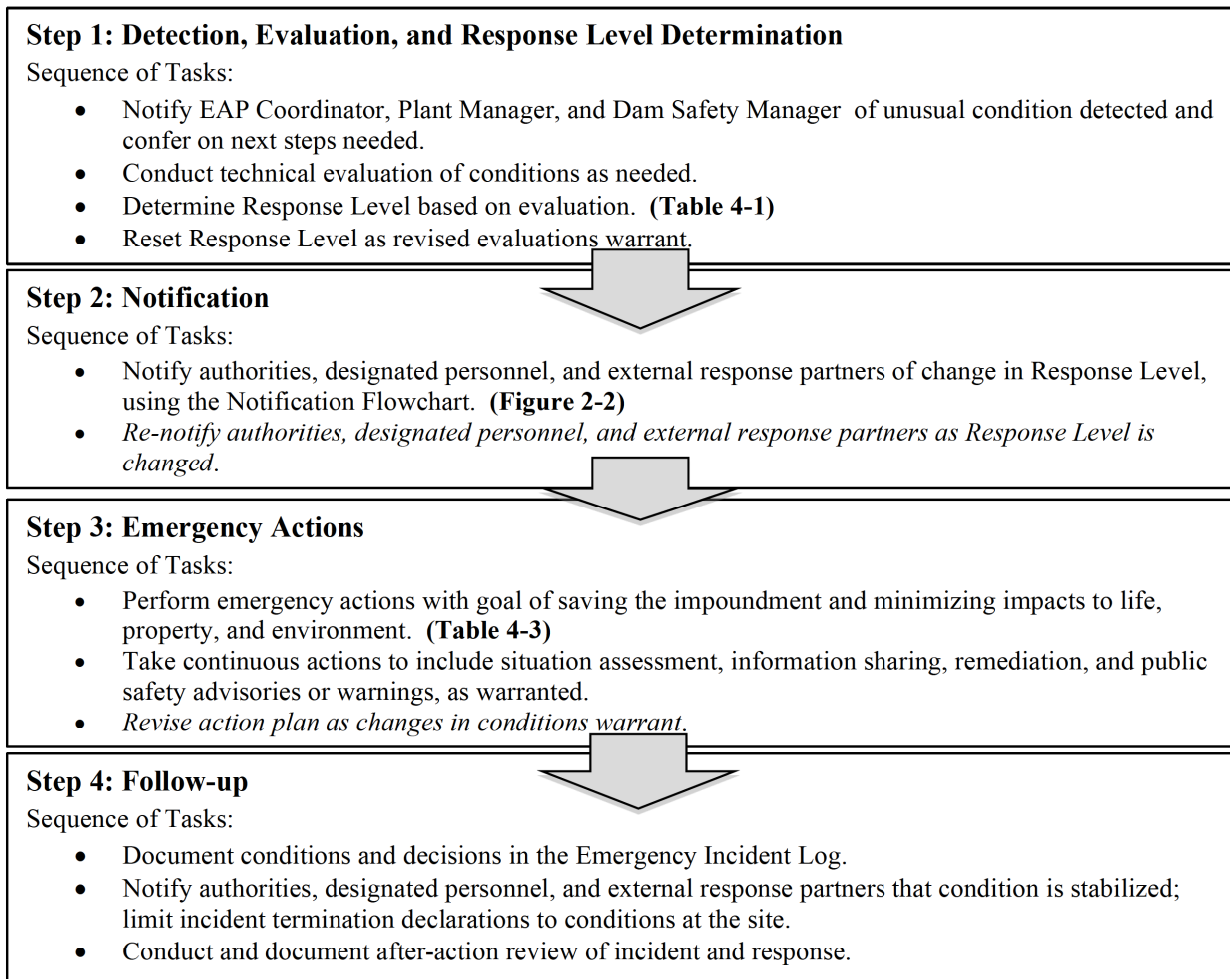 Step 1: Detection, Evaluation, and Response Level Determination
Sequence of Tasks:
• Notify EAP Coordinator, Plant Manager, and Dam Safety Manager of unusual condition detected and
confer on next steps needed.
• Conduct technical evaluation of conditions as needed.
• Determine Response Level based on evaluation. (Table 4-1)
• Reset Response Level as revised evaluations warrant.
Step 2: Notification
Sequence of Tasks:
• Notify authorities, designated personnel, and external response partners of change in Response Level,
using the Notification Flowchart. (Figure 2-2)
• Re-notify authorities, designated personnel, and external response partners as Response Level is
changed.
Step 3: Emergency Actions
Sequence of Tasks:
• Perform emergency actions with goal of saving the impoundment and minimizing impacts to life,
property, and environment. (Table 4-3)
• Take continuous actions to include situation assessment, information sharing, remediation, and public
safety advisories or warnings, as warranted.
• Revise action plan as changes in conditions warrant.
Step 4: Follow-up
Sequence of Tasks:
• Document conditions and decisions in the Emergency Incident Log.
• Notify authorities, designated personnel, and external response partners that condition is stabilized;
limit incident termination declarations to conditions at the site.
• Conduct and document after-action review of incident and response.